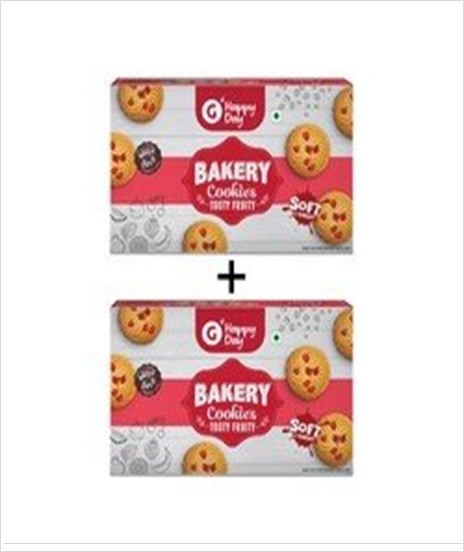 G Happy
Day
BAKERY
Cookies
TOOTY FRUITY
SOFT
+
G Happy
Day
BAKERY
Cookies
TOOTY FRUITY
SOFT